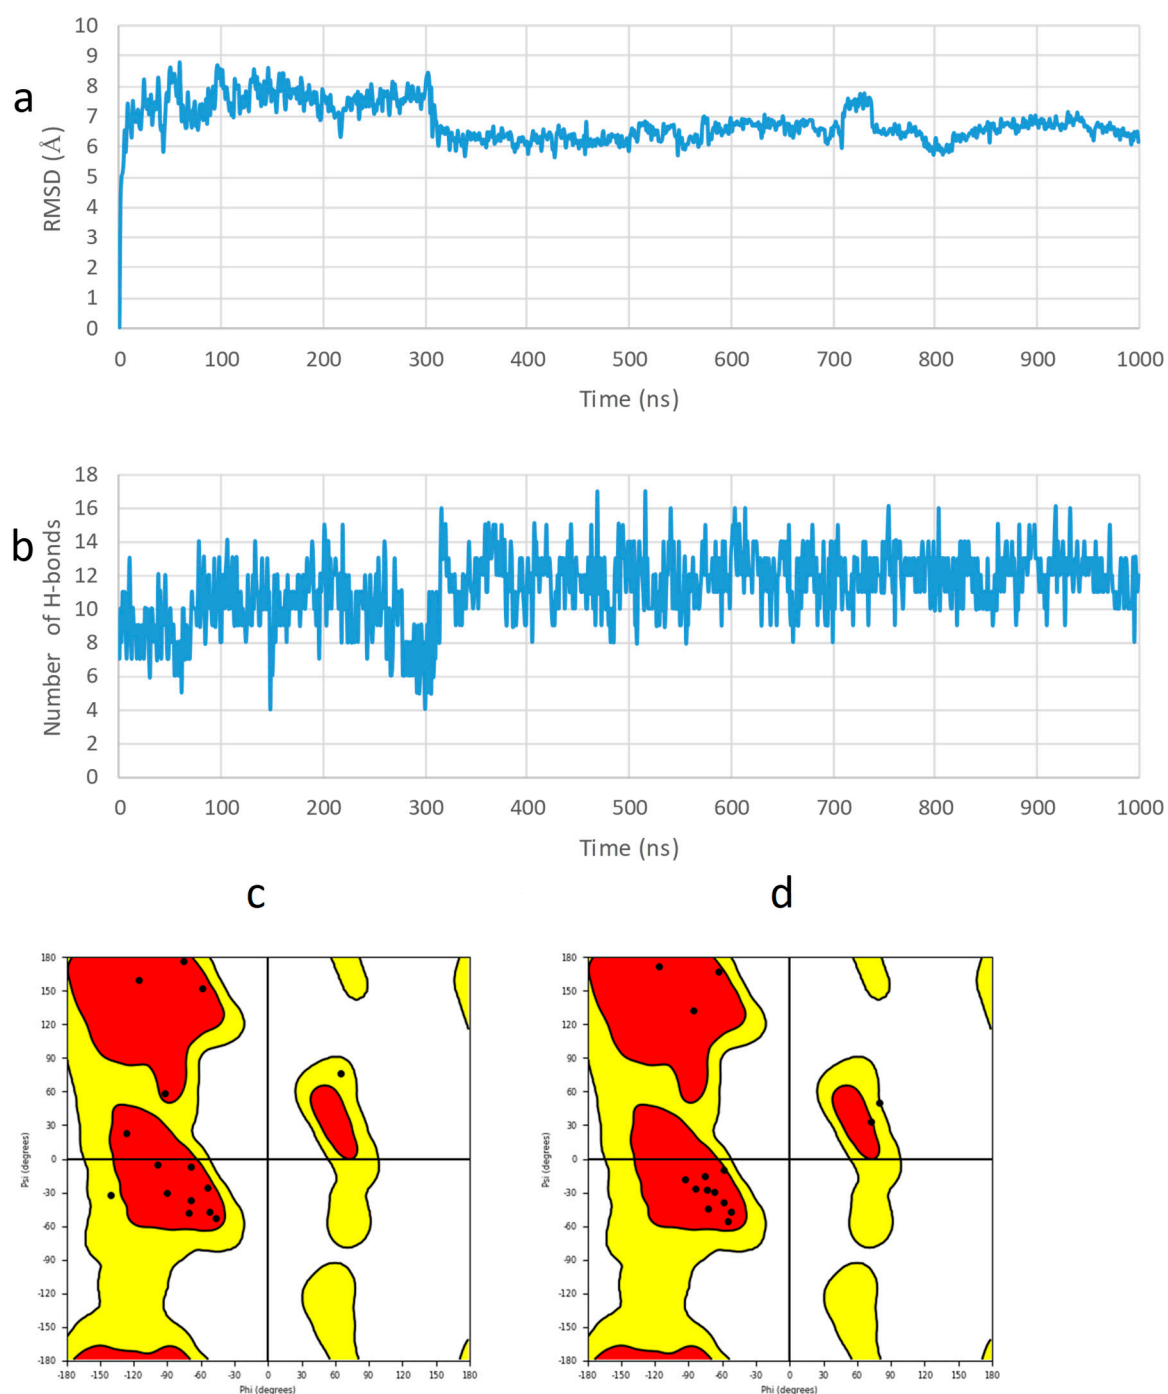 a
10
9
8
7
6
5
4
3
2
1
0
RMSD (Å)
0 100 200 300 400 500 600 700 800 900 1000
Time (ns)
b
18
16
14
12
10
8
6
4
2
0
Number of H-bonds
0 100 200 300 400 500 600 700 800 900 1000
Time (ns)
c
180
150
120
90
60
30
0
-30
-60
-90
-120
-150
-180
Psi (degrees)
-180 -150 -120 -90 -60 -30 0 30 60 90 120 150 180
Phi (degrees)
d
180
150
120
90
60
30
0
-30
-60
-90
-120
-150
-180
Psi (degrees)
-180 -150 -120 -90 -60 -30 0 30 60 90 120 150 180
Phi (degrees)